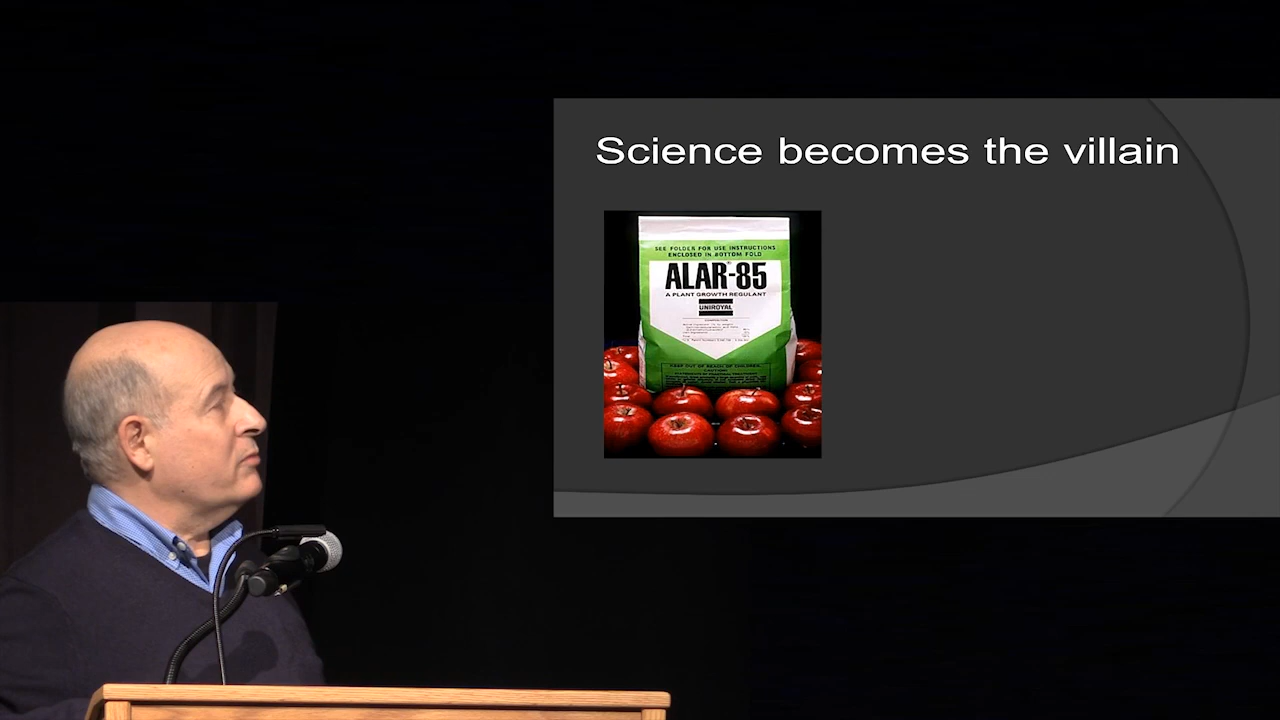 Science becomes the villain
SEE FOLDER FOR USE INSTRUCTIONS
ENCLOSED IN BOTTOM FOLD
ALAR®-85
A PLANT GROWTH REGULANT
UNIROYAL
KEEP OUT OF REACH OF CHILDREN.